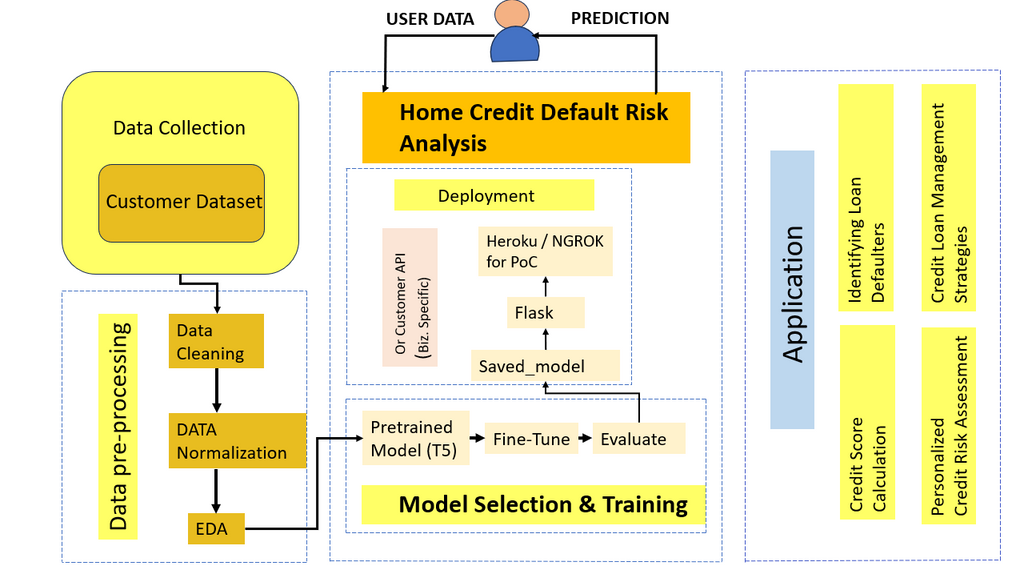 USER DATA
PREDICTION
Data Collection
Customer Dataset
Data pre-processing
Data
Cleaning
DATA
Normalization
EDA
Home Credit Default Risk
Analysis
Deployment
Or Customer API
(Biz. Specific)
Heroku / NGROK
for PoC
Flask
Saved_model
Pretrained
Model (T5)
Fine-Tune
Evaluate
Model Selection & Training
Application
Identifying Loan
Defaulters
Credit Loan Management
Strategies
Credit Score
Calculation
Personalized
Credit Risk Assessment